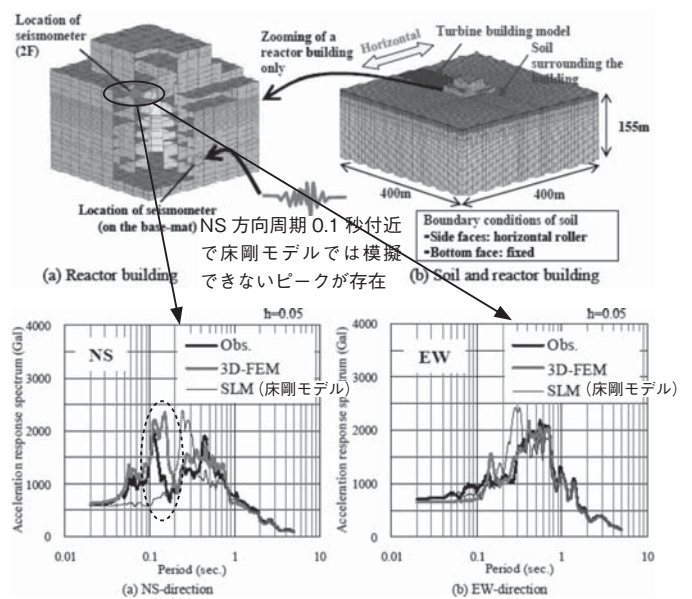 Location of
seismometer
(2F)
Zooming of a
reactor building
only
Horizontal
Turbine building model
Soil
surrounding the
building
155m
400m
400m
Location of seismometer
(on the base-mat)
NS 方向周期 0.1 秒付近
で床剛モデルでは模擬
できないピークが存在
Boundary conditions of soil
•Side faces: horizontal roller
•Bottom face: fixed
(a) Reactor building
(b) Soil and reactor building
h=0.05
Acceleration response spectrum (Gal)
4000
3000
2000
1000
0
NS
Obs.
3D-FEM
SLM (床剛モデル)
0.01
0.1
1
10
Period (sec.)
(a) NS-direction
h=0.05
Acceleration response spectrum (Gal)
4000
3000
2000
1000
0
EW
Obs.
3D-FEM
SLM (床剛モデル)
0.01
0.1
1
10
Period (sec.)
(b) EW-direction